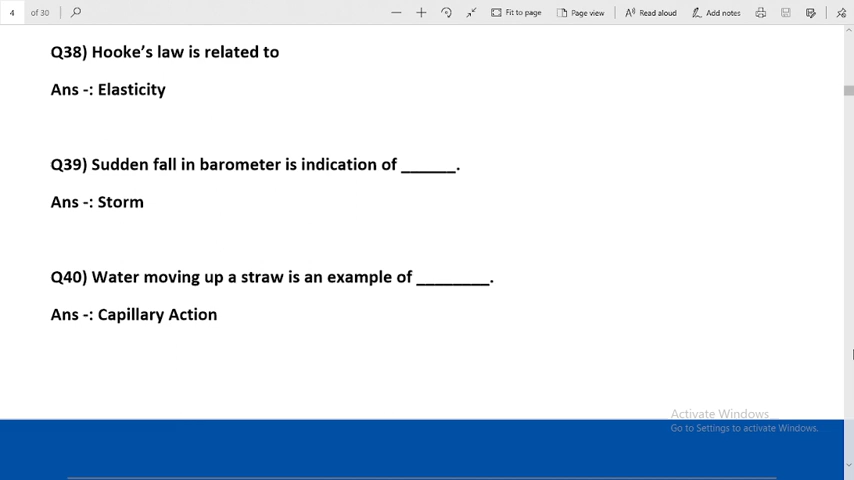 4 of 30 Fit to page Page view Read aloud Add notes
Q38) Hooke's law is related to
Ans -: Elasticity
Q39) Sudden fall in barometer is indication of ______.
Ans -: Storm
Q40) Water moving up a straw is an example of ________.
Ans -: Capillary Action
Activate Windows
Go to Settings to activate Windows.